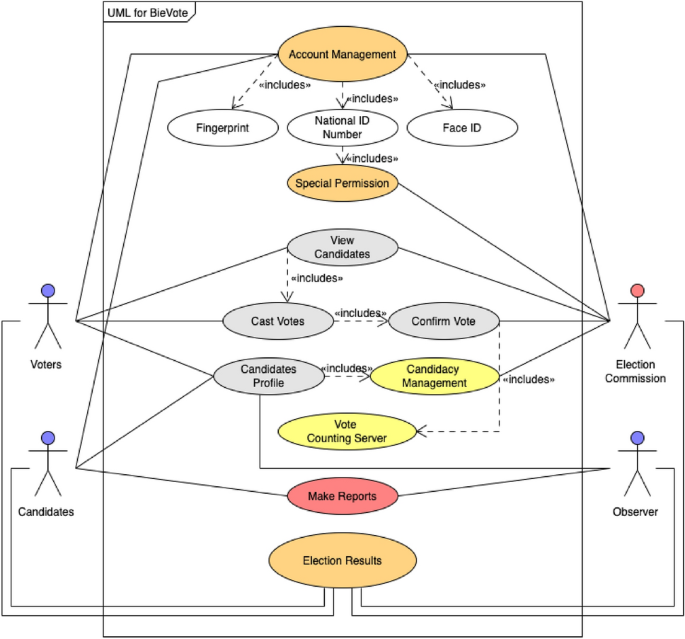 UML for BieVote
Account Management
«includes»
«includes»
«includes»
Fingerprint
National ID
Number
Face ID
«includes»
Special Permission
View
Candidates
«includes»
Cast Votes
«includes»
Confirm Vote
Voters
Election
Commission
Candidates
Profile
«includes»
Candidacy
Management
«includes»
Vote
Counting Server
Candidates
Make Reports
Observer
Election Results